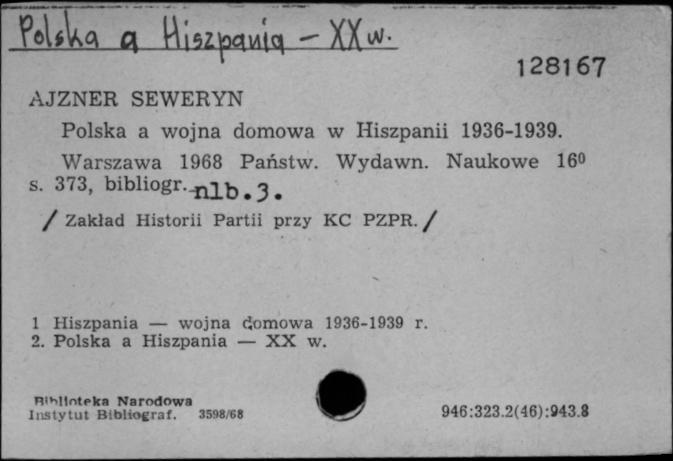 Polska a Hiszpania – XX w.
128167
AJZNER SEWERYN
Polska a wojna domowa w Hiszpanii 1936-1939.
Warszawa 1968 Państw. Wydawn. Naukowe 16⁰
s. 373, bibliogr. nlb. 3.
/ Zakład Historii Partii przy KC PZPR. /
1 Hiszpania — wojna domowa 1936-1939 r.
2. Polska a Hiszpania — XX w.
Biblioteka Narodowa
Instytut Bibliograf. 3598/68
946:323.2(46):943.8